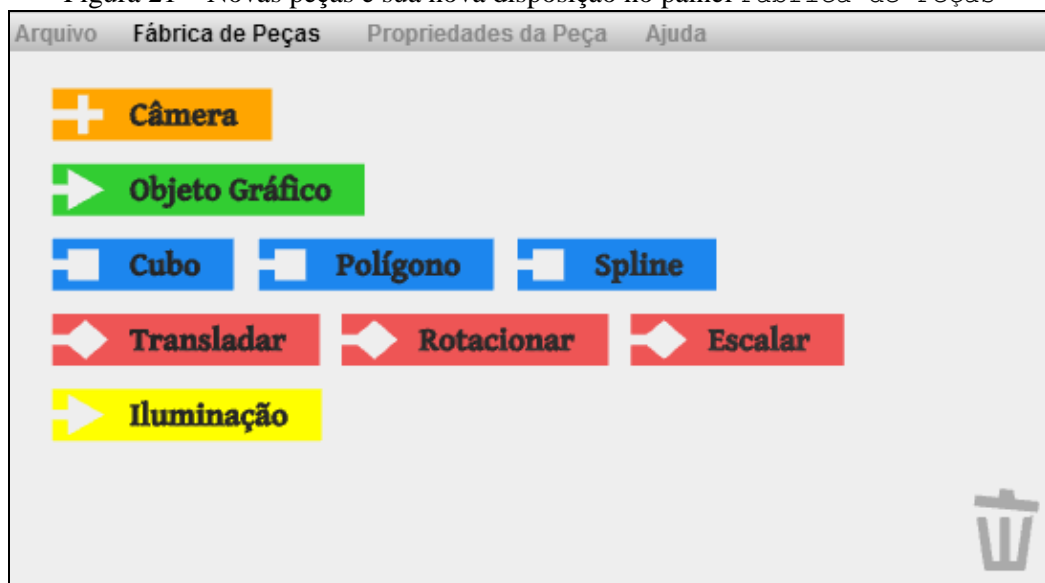 Figura 21 – Novas peças e sua nova disposição no painel Fábrica de Peças
Arquivo Fábrica de Peças Propriedades da Peça Ajuda
Câmera
Objeto Gráfico
Cubo Polígono Spline
Transladar Rotacionar Escalar
Iluminação